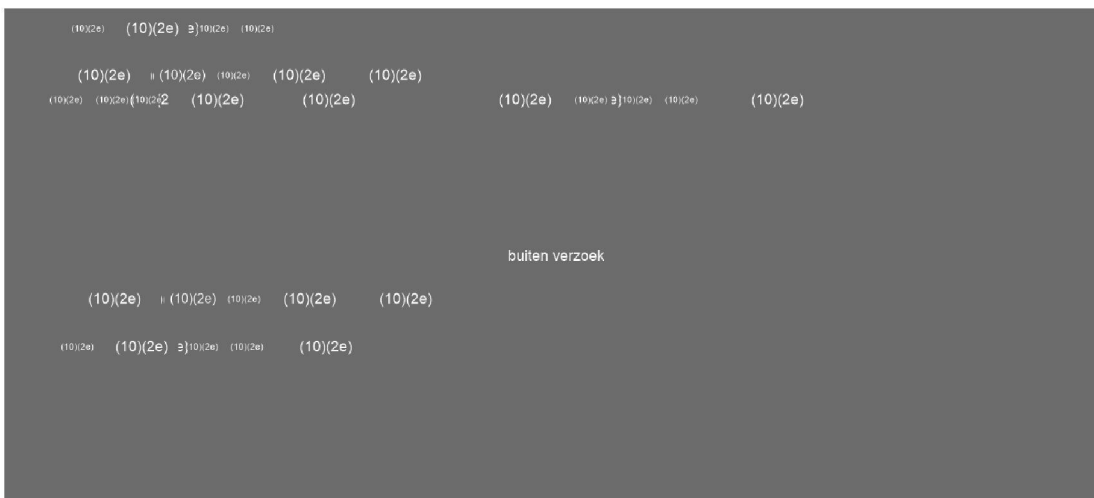 (10)(2e) (10)(2e) e)(10)(2e) (10)(2e)
(10)(2e) (10)(2e) (10)(2e) (10)(2e) (10)(2e)
(10)(2e) (10)(2e) (10)(2e) 2 (10)(2e) (10)(2e) (10)(2e) (10)(2e) e)(10)(2e) (10)(2e) (10)(2e)
buiten verzoek
(10)(2e) (10)(2e) (10)(2e) (10)(2e) (10)(2e)
(10)(2e) (10)(2e) e)(10)(2e) (10)(2e) (10)(2e)